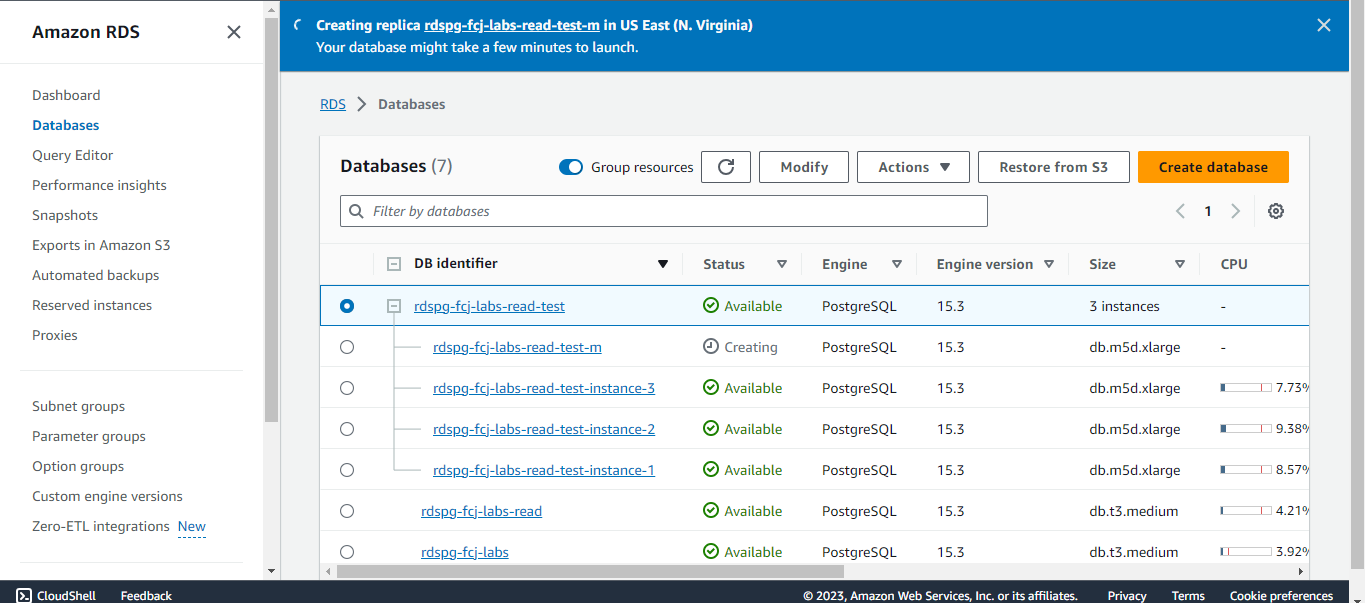 Amazon RDS
Dashboard
Databases
Query Editor
Performance insights
Snapshots
Exports in Amazon S3
Automated backups
Reserved instances
Proxies
Subnet groups
Parameter groups
Option groups
Custom engine versions
Zero-ETL integrations New
Creating replica rdspg-fcj-labs-read-test-m in US East (N. Virginia)
Your database might take a few minutes to launch.
RDS Databases
Databases (7) Group resources Modify Actions Restore from S3 Create database
Filter by databases 1
DB identifier Status Engine Engine version Size CPU
rdspg-fcj-labs-read-test Available PostgreSQL 15.3 3 instances -
rdspg-fcj-labs-read-test-m Creating PostgreSQL 15.3 db.m5d.xlarge -
rdspg-fcj-labs-read-test-instance-3 Available PostgreSQL 15.3 db.m5d.xlarge 7.73%
rdspg-fcj-labs-read-test-instance-2 Available PostgreSQL 15.3 db.m5d.xlarge 9.38%
rdspg-fcj-labs-read-test-instance-1 Available PostgreSQL 15.3 db.m5d.xlarge 8.57%
rdspg-fcj-labs-read Available PostgreSQL 15.3 db.t3.medium 4.21%
rdspg-fcj-labs Available PostgreSQL 15.3 db.t3.medium 3.92%
CloudShell Feedback © 2023, Amazon Web Services, Inc. or its affiliates. Privacy Terms Cookie preferences